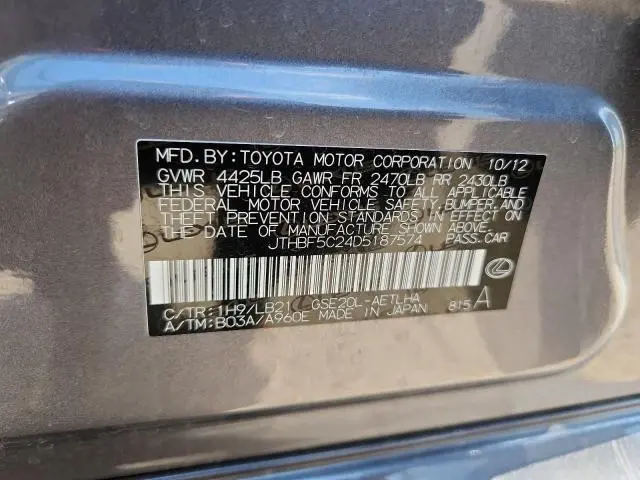 MFD. BY: TOYOTA MOTOR CORPORATION 10/12
GVWR 4425LB GAWR FR 2470LB RR 2430LB
THIS VEHICLE CONFORMS TO ALL APPLICABLE
FEDERAL MOTOR VEHICLE SAFETY, BUMPER, AND
THEFT PREVENTION STANDARDS IN EFFECT ON
THE DATE OF MANUFACTURE SHOWN ABOVE.
JTHBF5C24D5187574 PASS. CAR
C/TR: 1H9/LB21 GSE20L-AETLHA
A/TM: B03A/A960E MADE IN JAPAN 815 A